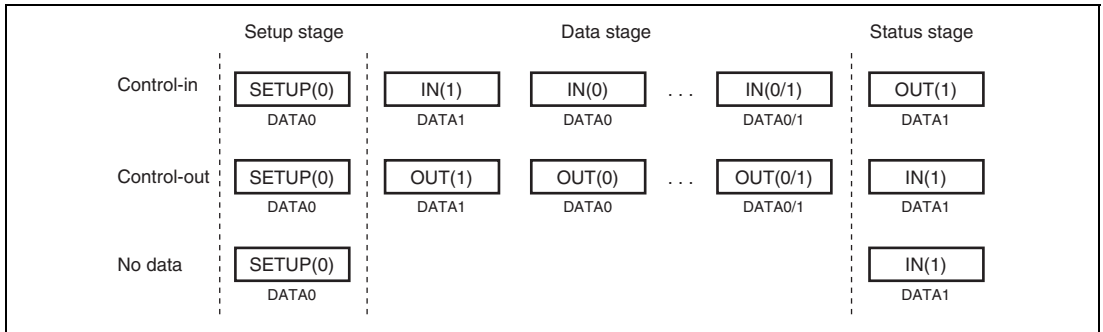 Setup stage Data stage Status stage
Control-in SETUP(0) IN(1) IN(0) . . . IN(0/1) OUT(1)
DATA0 DATA1 DATA0 DATA0/1 DATA1
Control-out SETUP(0) OUT(1) OUT(0) . . . OUT(0/1) IN(1)
DATA0 DATA1 DATA0 DATA0/1 DATA1
No data SETUP(0) IN(1)
DATA0 DATA1